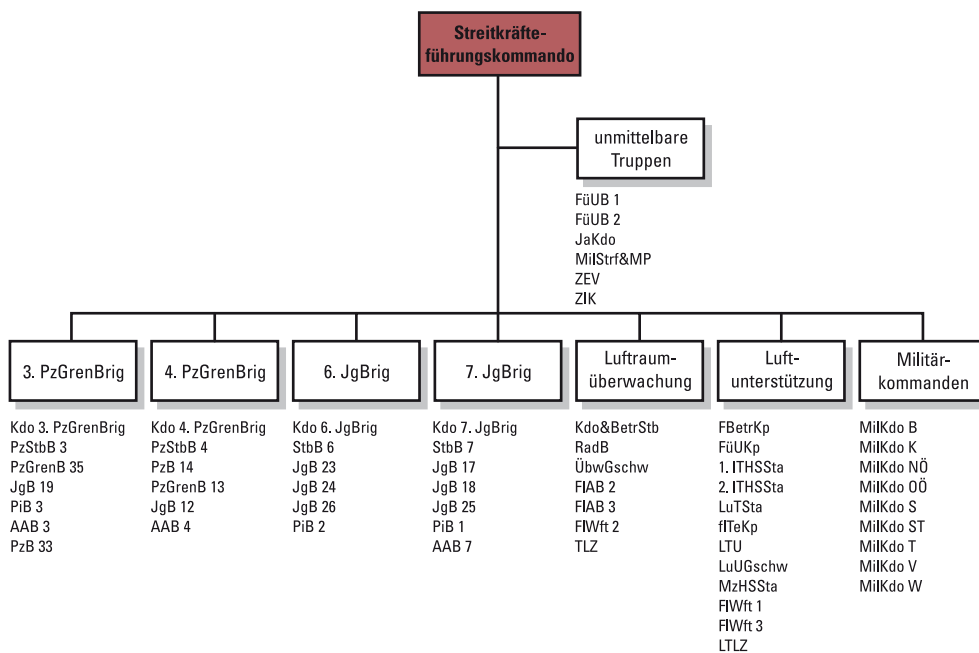 Streitkräfte-
führungskommando
unmittelbare
Truppen
FüUB 1
FüUB 2
JaKdo
MilStrf&MP
ZEV
ZIK
3. PzGrenBrig
Kdo 3. PzGrenBrig
PzStbB 3
PzGrenB 35
JgB 19
PiB 3
AAB 3
PzB 33
4. PzGrenBrig
Kdo 4. PzGrenBrig
PzStbB 4
PzB 14
PzGrenB 13
JgB 12
AAB 4
6. JgBrig
Kdo 6. JgBrig
StbB 6
JgB 23
JgB 24
JgB 26
PiB 2
7. JgBrig
Kdo 7. JgBrig
StbB 7
JgB 17
JgB 18
JgB 25
PiB 1
AAB 7
Luftraum-
überwachung
Kdo&BetrStb
RadB
ÜbwGschw
FlAB 2
FlAB 3
FlWft 2
TLZ
Luft-
unterstützung
FBetrKp
FüUKp
1. lTHSSta
2. lTHSSta
LuTSta
flTeKp
LTU
LuUGschw
MzHSSta
FlWft 1
FlWft 3
LTLZ
Militär-
kommanden
MilKdo B
MilKdo K
MilKdo NÖ
MilKdo OÖ
MilKdo S
MilKdo ST
MilKdo T
MilKdo V
MilKdo W